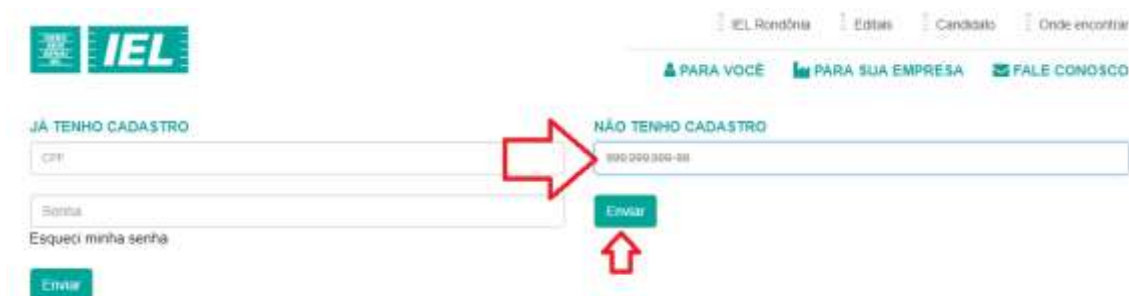 IEL
IEL Rondônia Editais Candidato Onde encontrar
PARA VOCÊ PARA SUA EMPRESA FALE CONOSCO
JÁ TENHO CADASTRO
CPF
Senha
Esqueci minha senha
Enviar
NÃO TENHO CADASTRO
999.999.999-99
Enviar